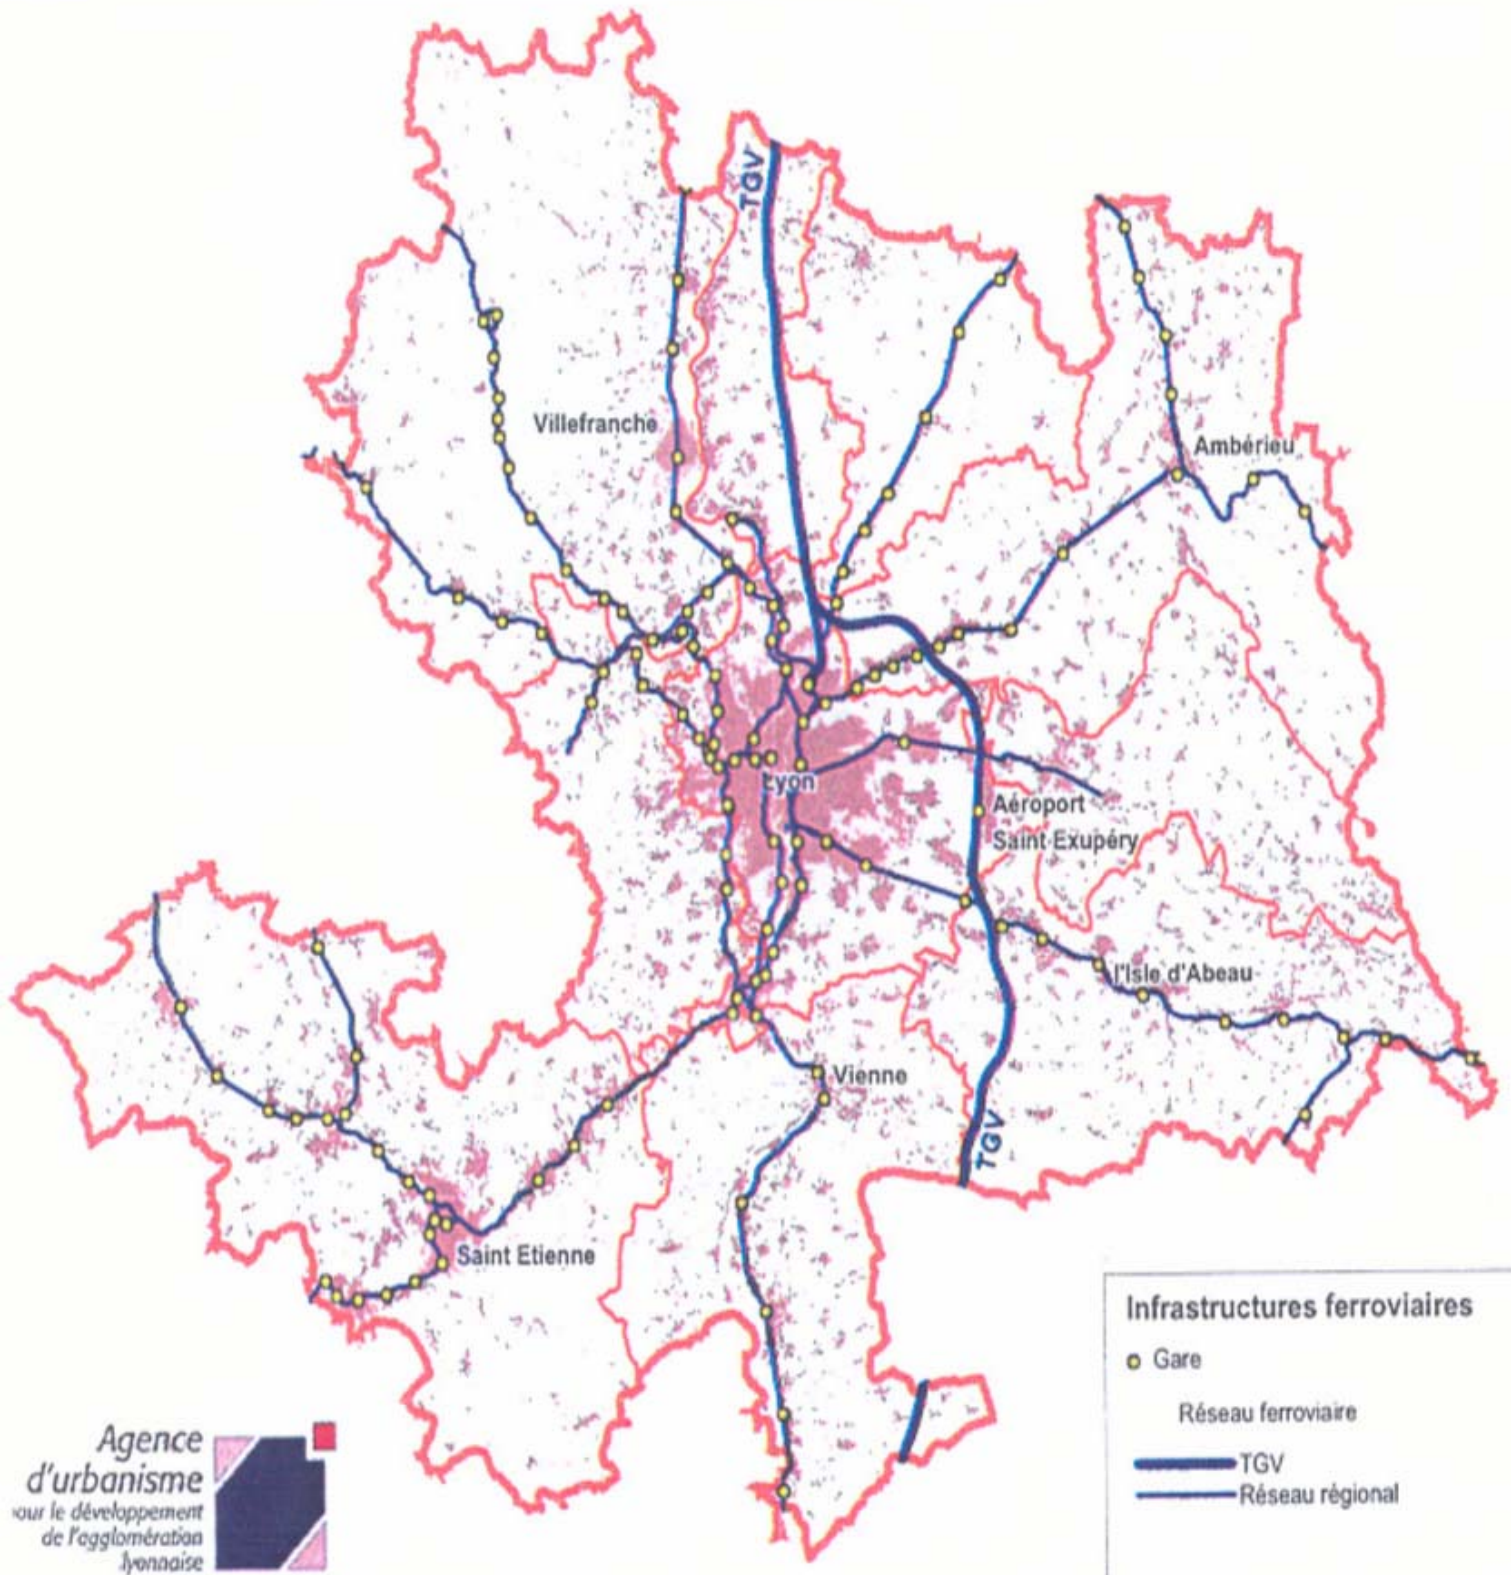 TGV
Villefranche
Ambérieu
Lyon
Aéroport
Saint Exupéry
l'Isle d'Abeau
Vienne
TGV
Saint Etienne
Infrastructures ferroviaires
Gare
Réseau ferroviaire
TGV
Réseau régional
Agence
d'urbanisme
our le développement
de l'agglomération
lyonnaise